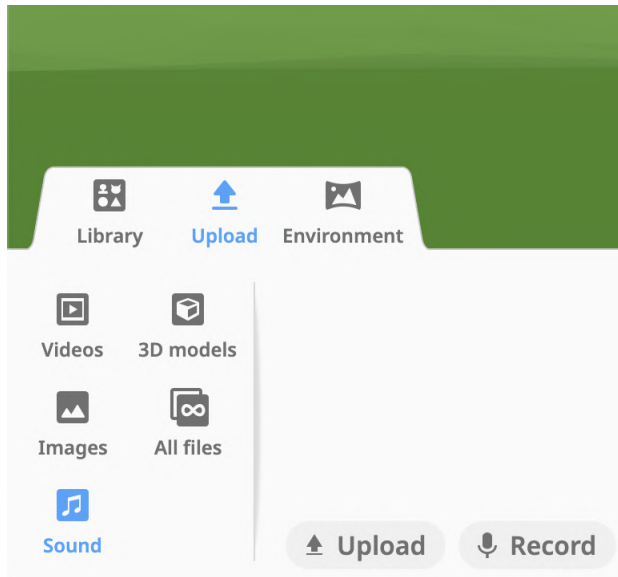 Library Upload Environment
Videos 3D models
Images All files
Sound
Upload Record